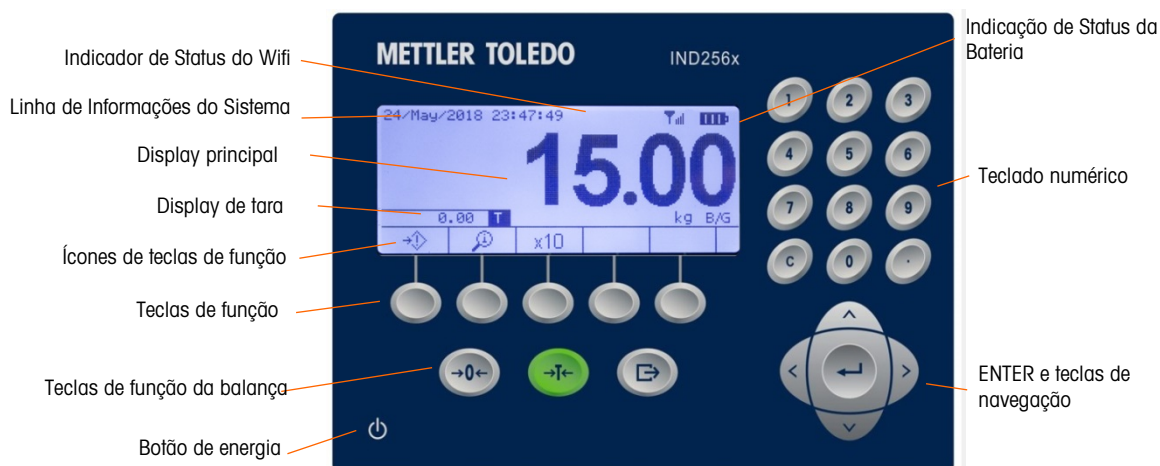 Indicador de Status do Wifi
Linha de Informações do Sistema
Display principal
Display de tara
Ícones de teclas de função
Teclas de função
Teclas de função da balança
Botão de energia
METTLER TOLEDO
IND256x
24/May/2018 23:47:49
15.00
0.00 T
kg B/G
x10
→0←
→T←
1 2 3
4 5 6
7 8 9
C 0 .
Indicação de Status da
Bateria
Teclado numérico
ENTER e teclas de
navegação